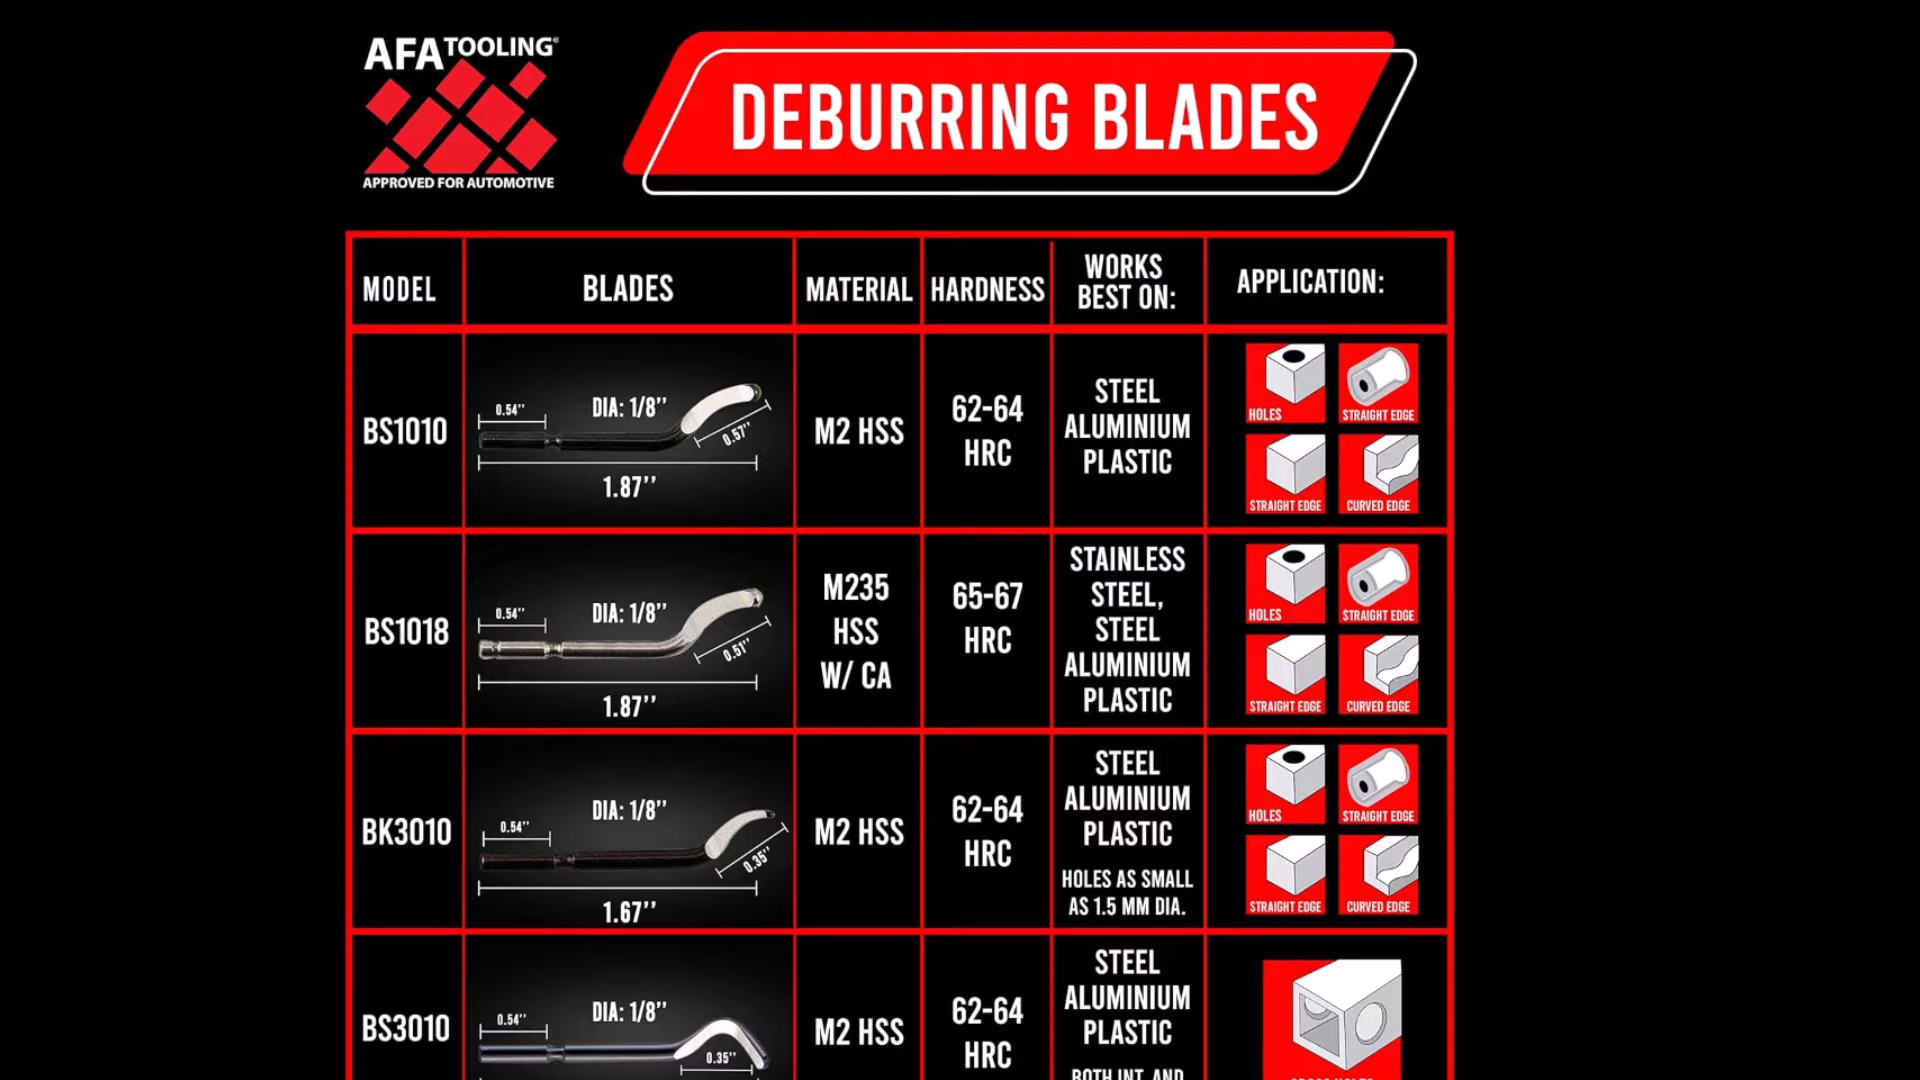 AFA TOOLING®
APPROVED FOR AUTOMOTIVE
DEBURRING BLADES
MODEL
BLADES
MATERIAL
HARDNESS
WORKS
BEST ON:
APPLICATION:
BS1010
0.54’’
DIA: 1/8’’
0.57’’
1.87’’
M2 HSS
62-64
HRC
STEEL
ALUMINIUM
PLASTIC
HOLES
STRAIGHT EDGE
STRAIGHT EDGE
CURVED EDGE
BS1018
0.54’’
DIA: 1/8’’
0.51’’
1.87’’
M235
HSS
W/ CA
65-67
HRC
STAINLESS
STEEL,
STEEL
ALUMINIUM
PLASTIC
HOLES
STRAIGHT EDGE
STRAIGHT EDGE
CURVED EDGE
BK3010
0.54’’
DIA: 1/8’’
0.35’’
1.67’’
M2 HSS
62-64
HRC
STEEL
ALUMINIUM
PLASTIC
HOLES AS SMALL
AS 1.5 MM DIA.
HOLES
STRAIGHT EDGE
STRAIGHT EDGE
CURVED EDGE
BS3010
0.54’’
DIA: 1/8’’
0.35’’
M2 HSS
62-64
HRC
STEEL
ALUMINIUM
PLASTIC
BOTH INT. AND